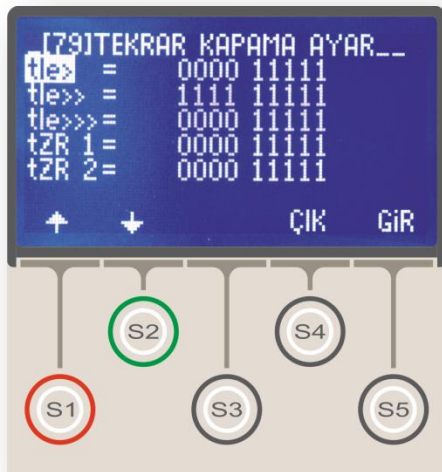 [79]TEKRAR KAPAMA AYAR__
tIe> = 0000 11111
tIe>> = 1111 11111
tIe>>>= 0000 11111
tZR 1= 0000 11111
tZR 2= 0000 11111
ÇIK GiR
S2 S4
S1 S3 S5